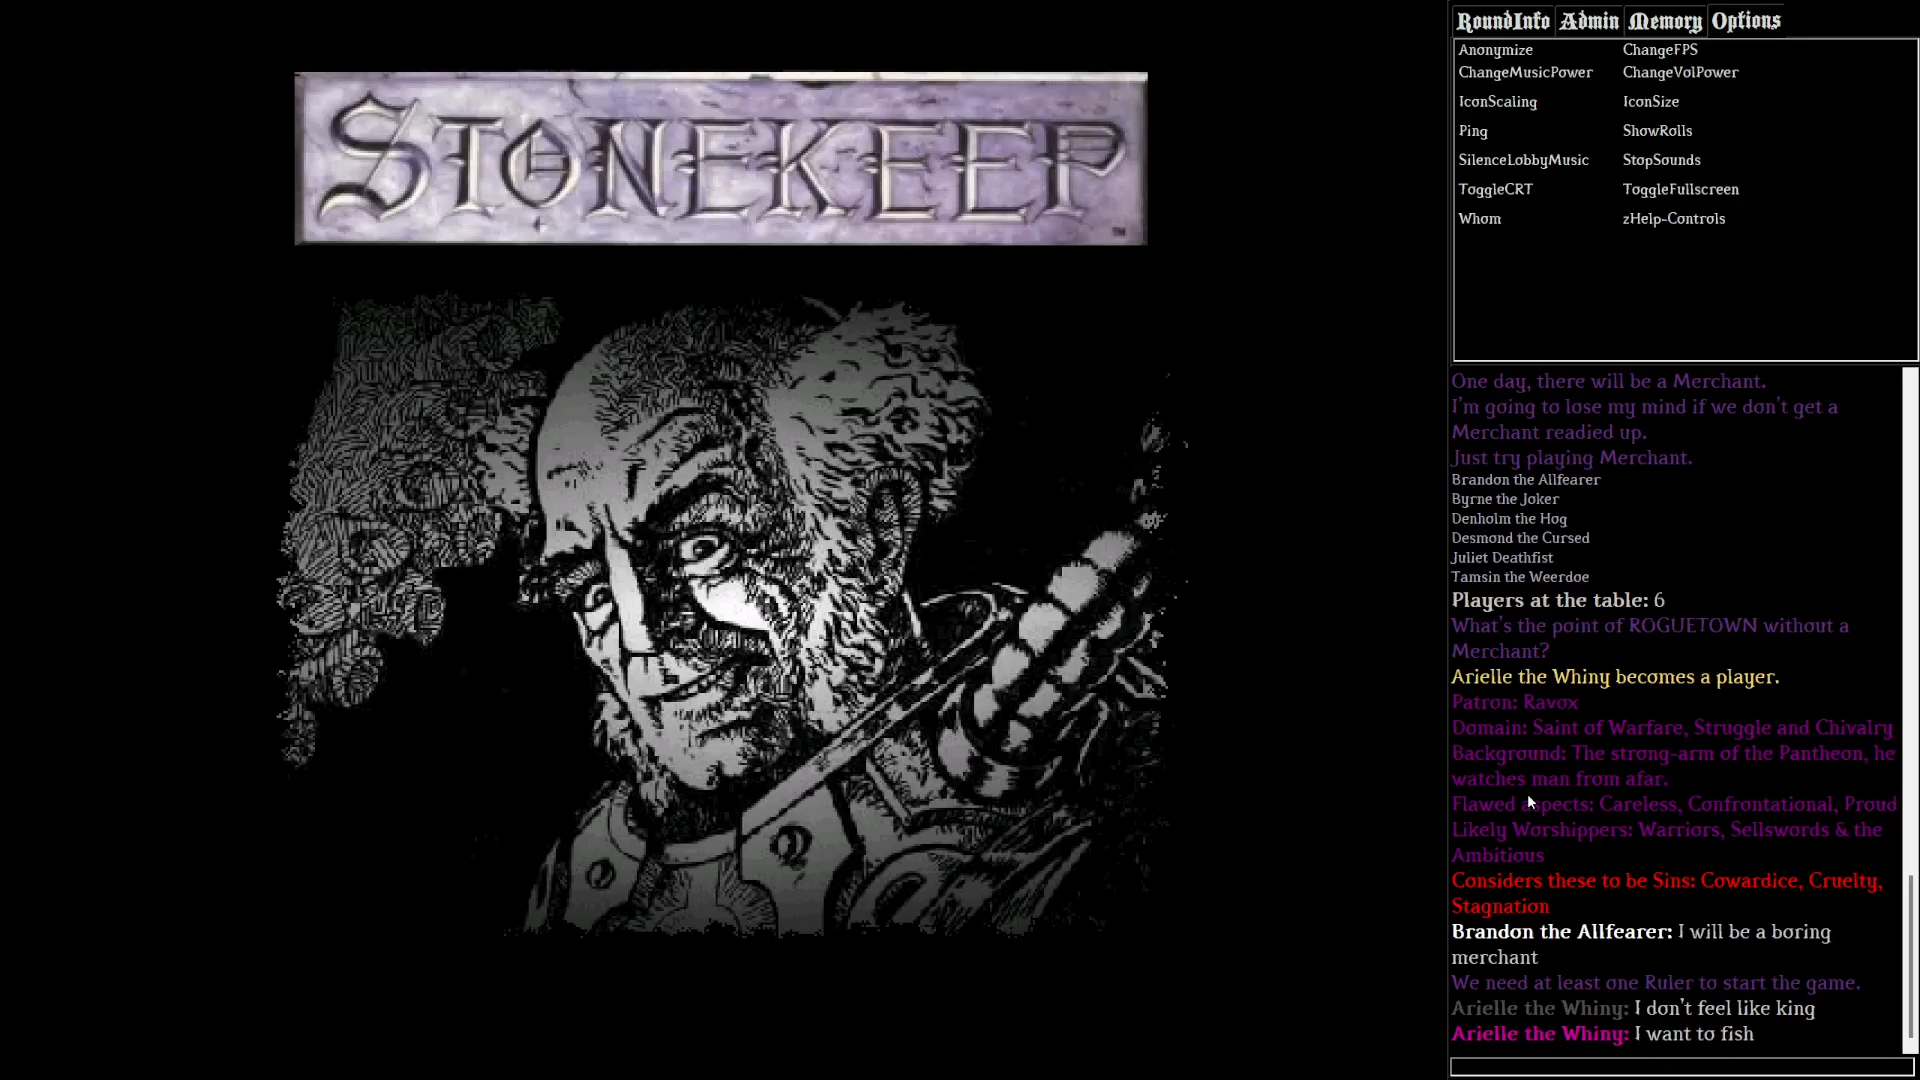 STONEKEEP
TM
RoundInfo Admin Memory Options
Anonymize ChangeFPS
ChangeMusicPower ChangeVolPower
IconScaling IconSize
Ping ShowRolls
SilenceLobbyMusic StopSounds
ToggleCRT ToggleFullscreen
Whom zHelp-Controls
One day, there will be a Merchant.
I'm going to lose my mind if we don't get a
Merchant readied up.
Just try playing Merchant.
Brandon the Allfearer
Byrne the Joker
Denholm the Hog
Desmond the Cursed
Juliet Deathfist
Tamsin the Weerdoe
Players at the table: 6
What's the point of ROGUETOWN without a
Merchant?
Arielle the Whiny becomes a player.
Patron: Ravox
Domain: Saint of Warfare, Struggle and Chivalry
Background: The strong-arm of the Pantheon, he
watches man from afar.
Flawed aspects: Careless, Confrontational, Proud
Likely Worshippers: Warriors, Sellswords & the
Ambitious
Considers these to be Sins: Cowardice, Cruelty,
Stagnation
Brandon the Allfearer: I will be a boring
merchant
We need at least one Ruler to start the game.
Arielle the Whiny: I don't feel like king
Arielle the Whiny: I want to fish